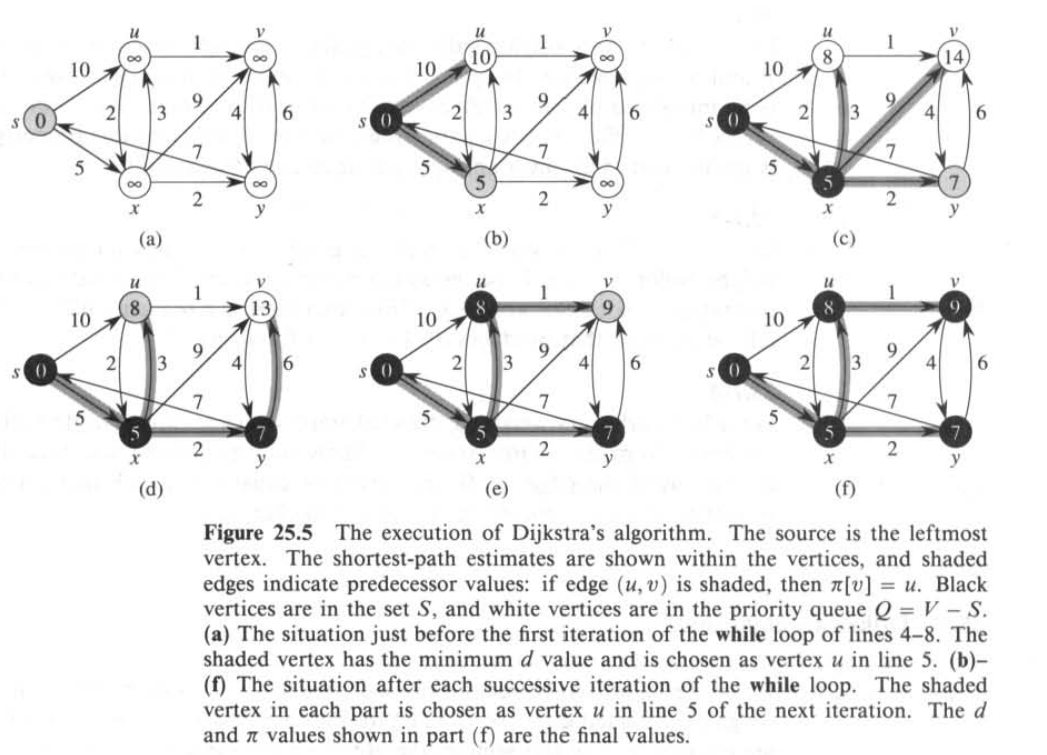 u 1 v
10 ∞ ∞
2 3 9 4 6
s 0
7
5
∞ 2 ∞
x y
(a)
u 1 v
10 10 ∞
2 3 9 4 6
s 0
7
5
5 2 ∞
x y
(b)
u 1 v
10 8 14
2 3 9 4 6
s 0
7
5
5 2 7
x y
(c)
u 1 v
10 8 13
2 3 9 4 6
s 0
7
5
5 2 7
x y
(d)
u 1 v
10 8 9
2 3 9 4 6
s 0
7
5
5 2 7
x y
(e)
u 1 v
10 8 9
2 3 9 4 6
s 0
7
5
5 2 7
x y
(f)
Figure 25.5 The execution of Dijkstra's algorithm. The source is the leftmost
vertex. The shortest-path estimates are shown within the vertices, and shaded
edges indicate predecessor values: if edge (u, v) is shaded, then π[v] = u. Black
vertices are in the set S, and white vertices are in the priority queue Q = V − S.
(a) The situation just before the first iteration of the while loop of lines 4–8. The
shaded vertex has the minimum d value and is chosen as vertex u in line 5. (b)–
(f) The situation after each successive iteration of the while loop. The shaded
vertex in each part is chosen as vertex u in line 5 of the next iteration. The d
and π values shown in part (f) are the final values.